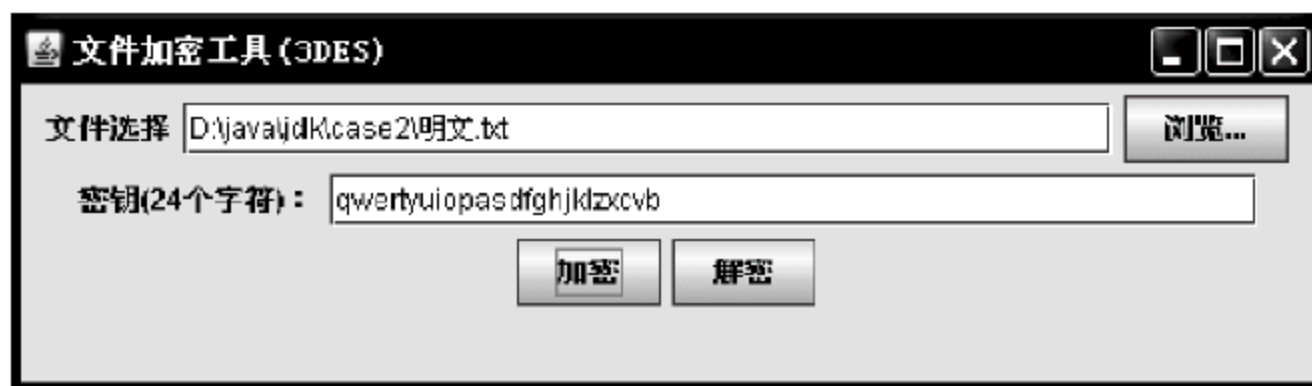 文件加密工具(3DES)
文件选择 D:\java\jdk\case2\明文.txt 浏览...
密钥(24个字符)： qwertyuiopasdfghjklzxcvb
加密 解密